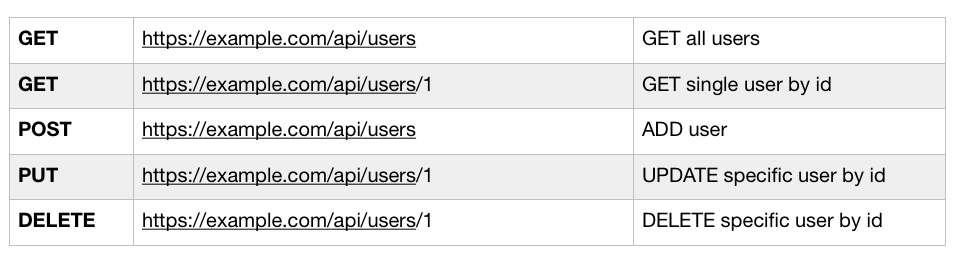 GET https://example.com/api/users GET all users
GET https://example.com/api/users/1 GET single user by id
POST https://example.com/api/users ADD user
PUT https://example.com/api/users/1 UPDATE specific user by id
DELETE https://example.com/api/users/1 DELETE specific user by id